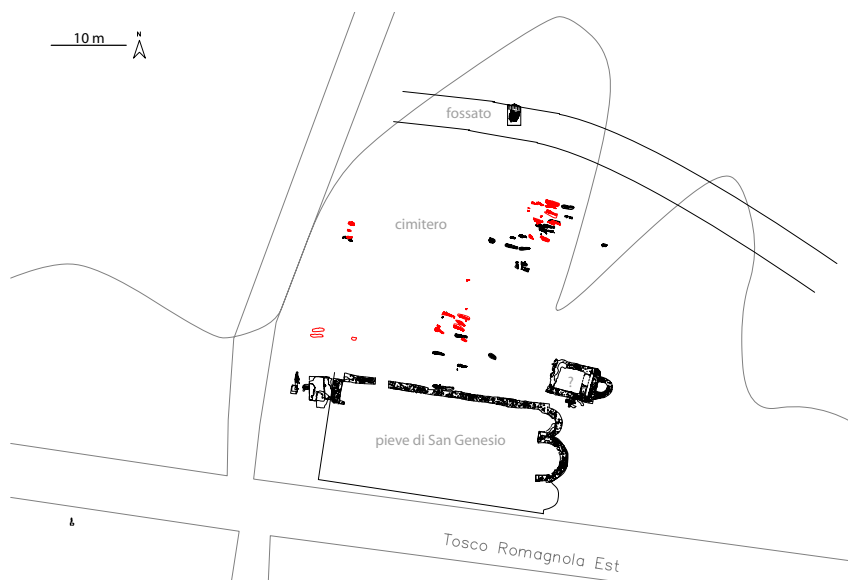 10 m
N
fossato
cimitero
?
pieve di San Genesio
Tosco Romagnola Est